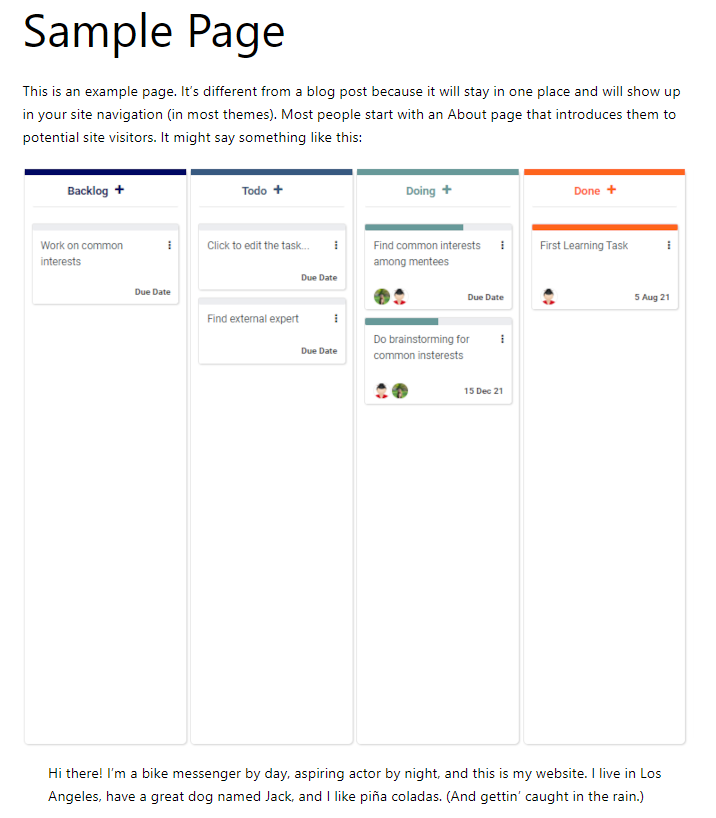 Sample Page
This is an example page. It’s different from a blog post because it will stay in one place and will show up
in your site navigation (in most themes). Most people start with an About page that introduces them to
potential site visitors. It might say something like this:
Backlog +
Work on common
interests
Due Date
Todo +
Click to edit the task...
Due Date
Find external expert
Due Date
Doing +
Find common interests
among mentees
Due Date
Do brainstorming for
common insterests
15 Dec 21
Done +
First Learning Task
5 Aug 21
Hi there! I’m a bike messenger by day, aspiring actor by night, and this is my website. I live in Los
Angeles, have a great dog named Jack, and I like piña coladas. (And gettin’ caught in the rain.)